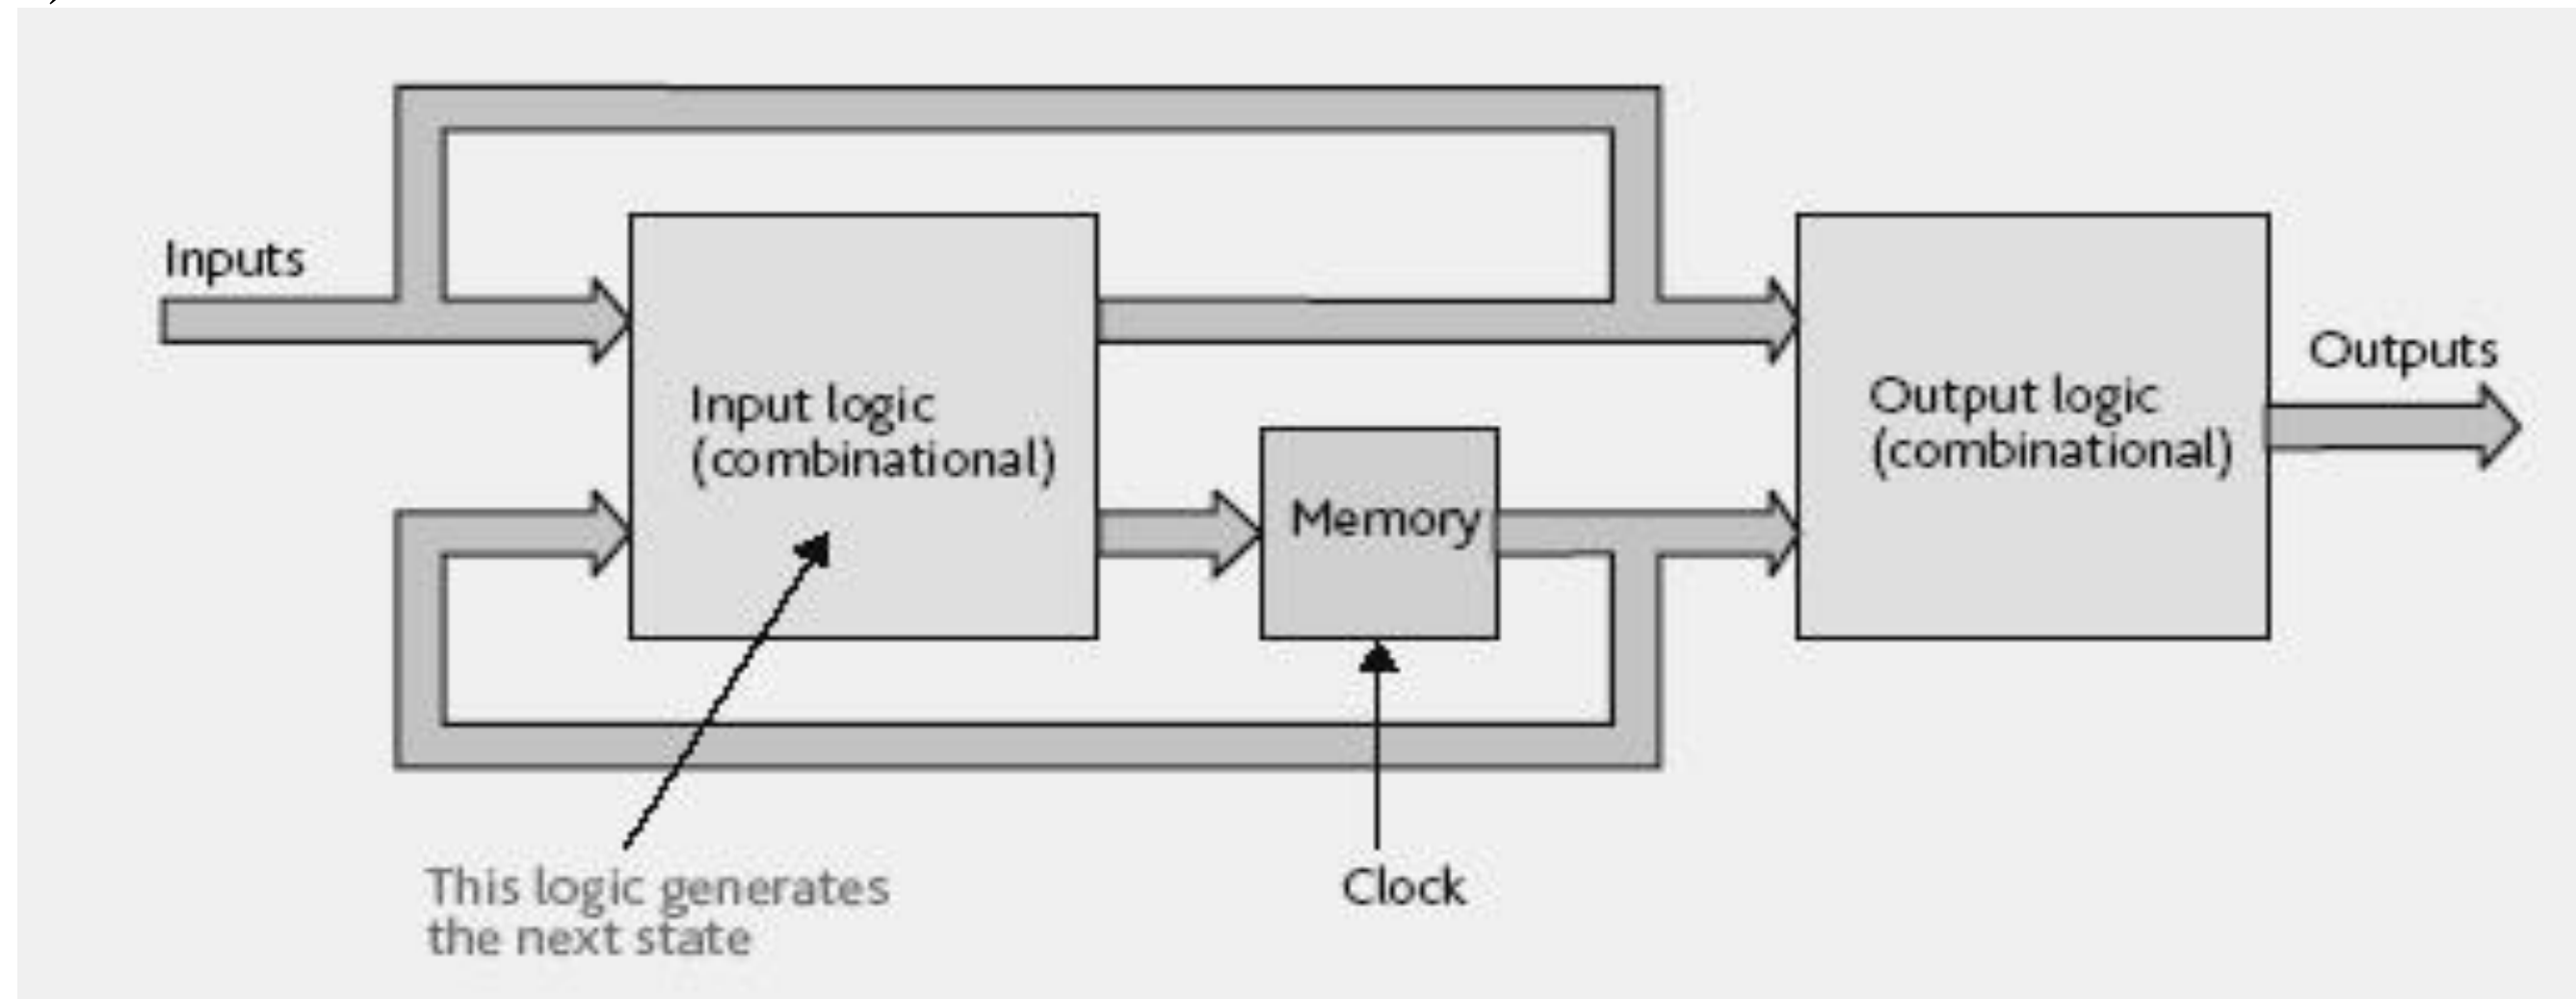 Inputs
Input logic
(combinational)
Memory
Output logic
(combinational)
Outputs
This logic generates
the next state
Clock